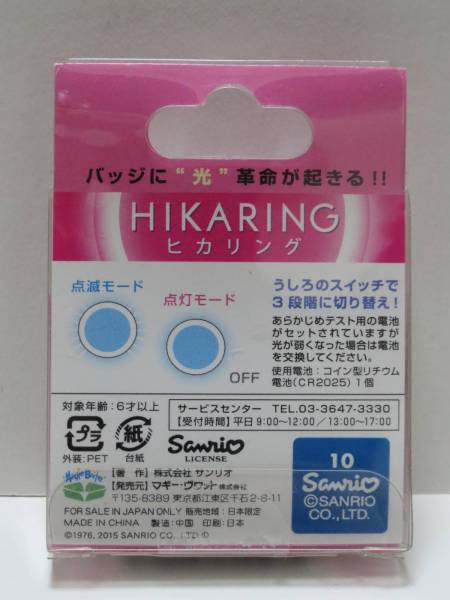 バッジに "光" 革命が起きる!!
HIKARING
ヒカリング
点滅モード
点灯モード
OFF
うしろのスイッチで
3段階に切り替え!
あらかじめテスト用の電池
がセットされていますが
光が弱くなった場合は電池
を交換してください。
使用電池:コイン型リチウム
電池(CR2025)1個
対象年齢:6才以上
サービスセンター TEL.03-3647-3330
【受付時間】平日9:00〜12:00/13:00〜17:00
プラ
外装:PET
紙
台紙
Sanrio
LICENSE
【著作】株式会社 サンリオ
【発売元】マギー・ヴワット株式会社
〒135-8389 東京都江東区千石2-8-11
FOR SALE IN JAPAN ONLY 販売地域:日本限定
MADE IN CHINA 製造:中国 印刷:日本
©1976, 2015 SANRIO CO.,LTD.
10
Sanrio
©SANRIO
CO.,LTD.